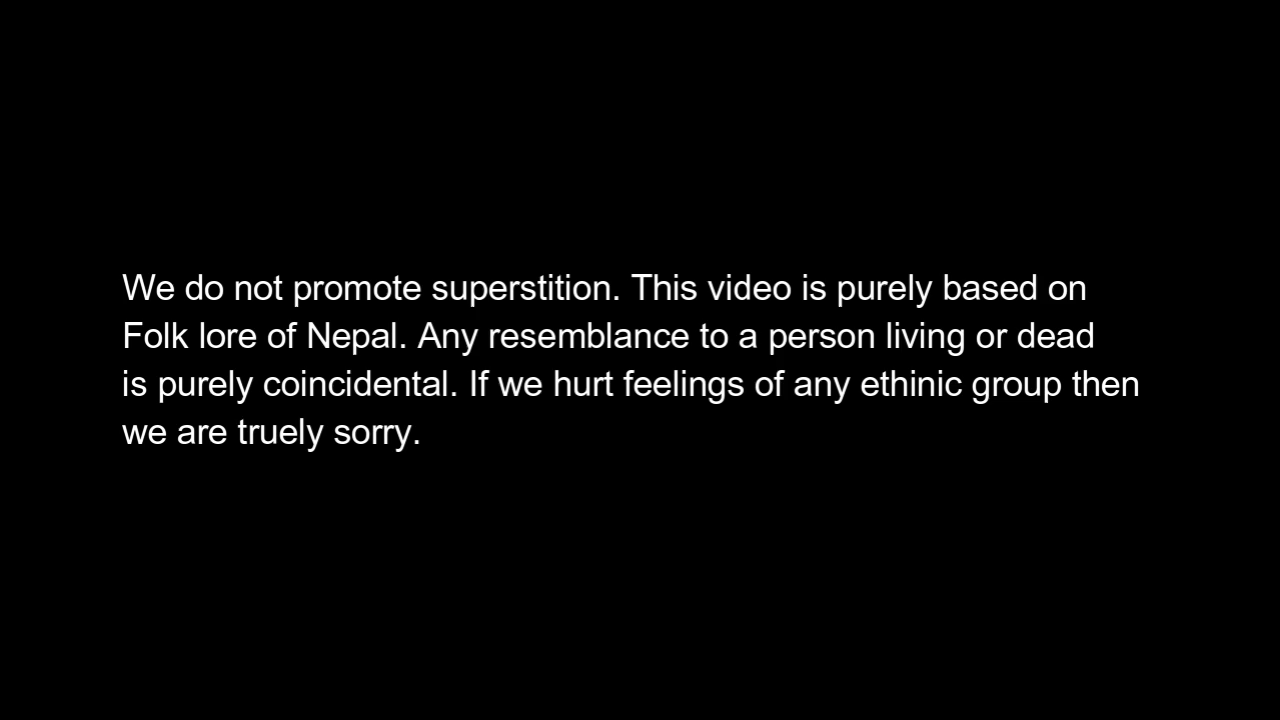 We do not promote superstition. This video is purely based on
Folk lore of Nepal. Any resemblance to a person living or dead
is purely coincidental. If we hurt feelings of any ethinic group then
we are truely sorry.